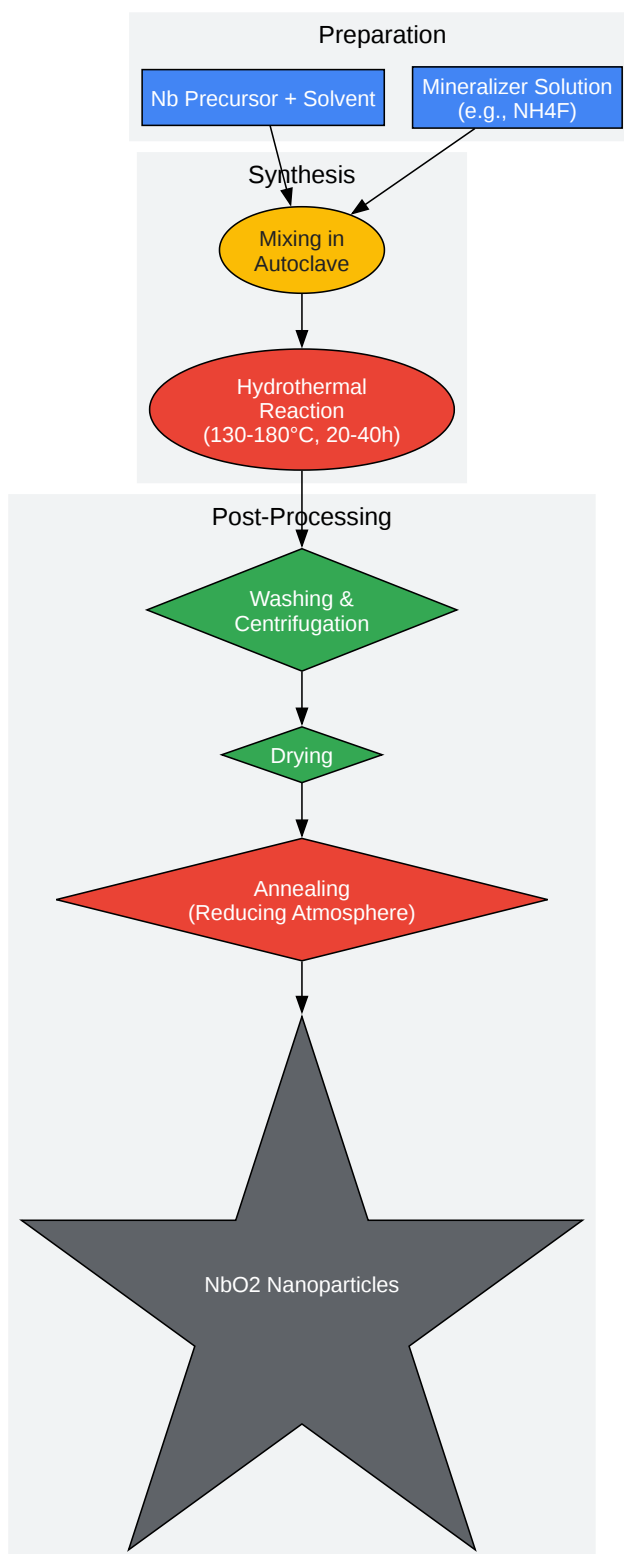 Preparation
Nb Precursor + Solvent
Mineralizer Solution
(e.g., NH4F)
Synthesis
Mixing in
Autoclave
Hydrothermal
Reaction
(130-180°C, 20-40h)
Post-Processing
Washing &
Centrifugation
Drying
Annealing
(Reducing Atmosphere)
NbO2 Nanoparticles